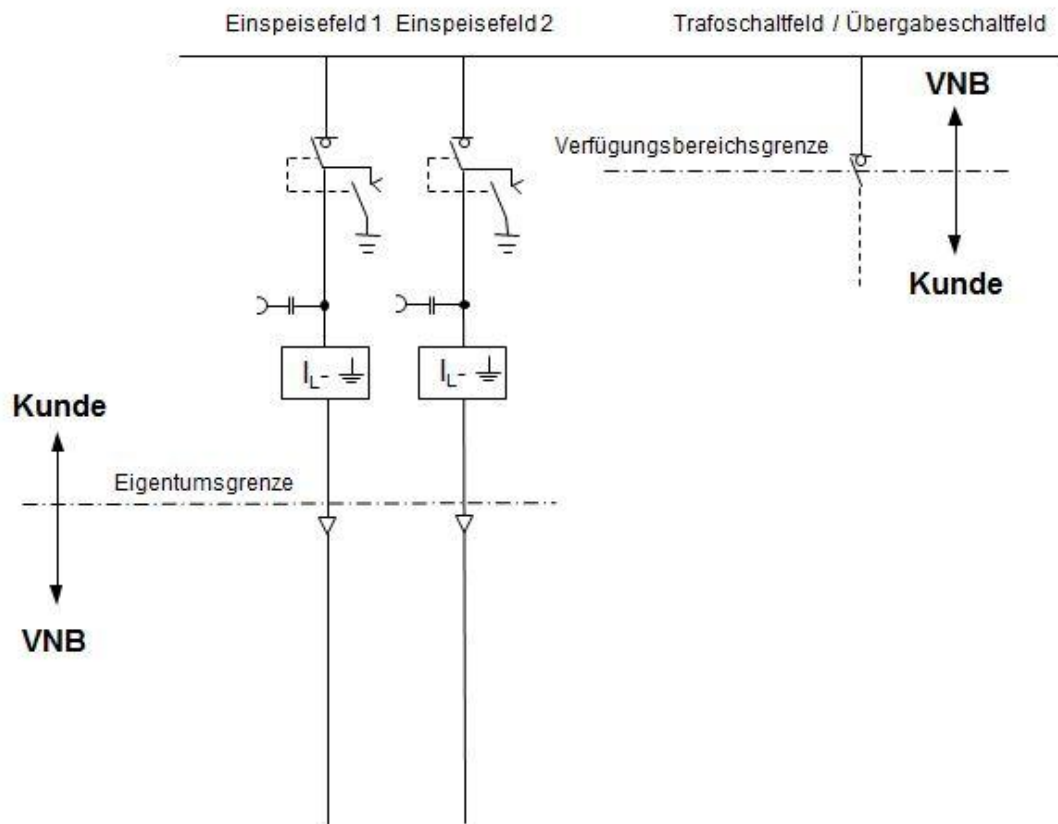 Einspeisefeld 1 Einspeisefeld 2 Trafoschaltfeld / Übergabeschaltfeld
VNB
Verfügungsbereichsgrenze
Kunde
I_L- I_L-
Kunde
Eigentumsgrenze
VNB